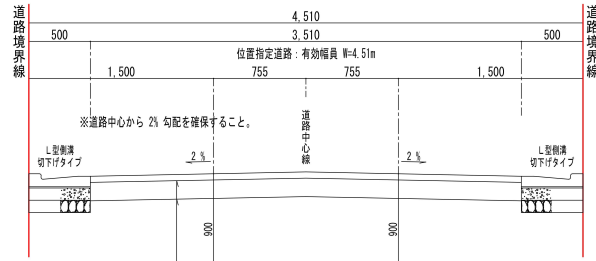 道路境界線
4,510
道路境界線
500
3,510
500
位置指定道路：有効幅員 W=4.51m
1,500
755
755
1,500
※道路中心から 2% 勾配を確保すること。
道路中心線
L型側溝
切下げタイプ
2 %
2 %
L型側溝
切下げタイプ
900
900